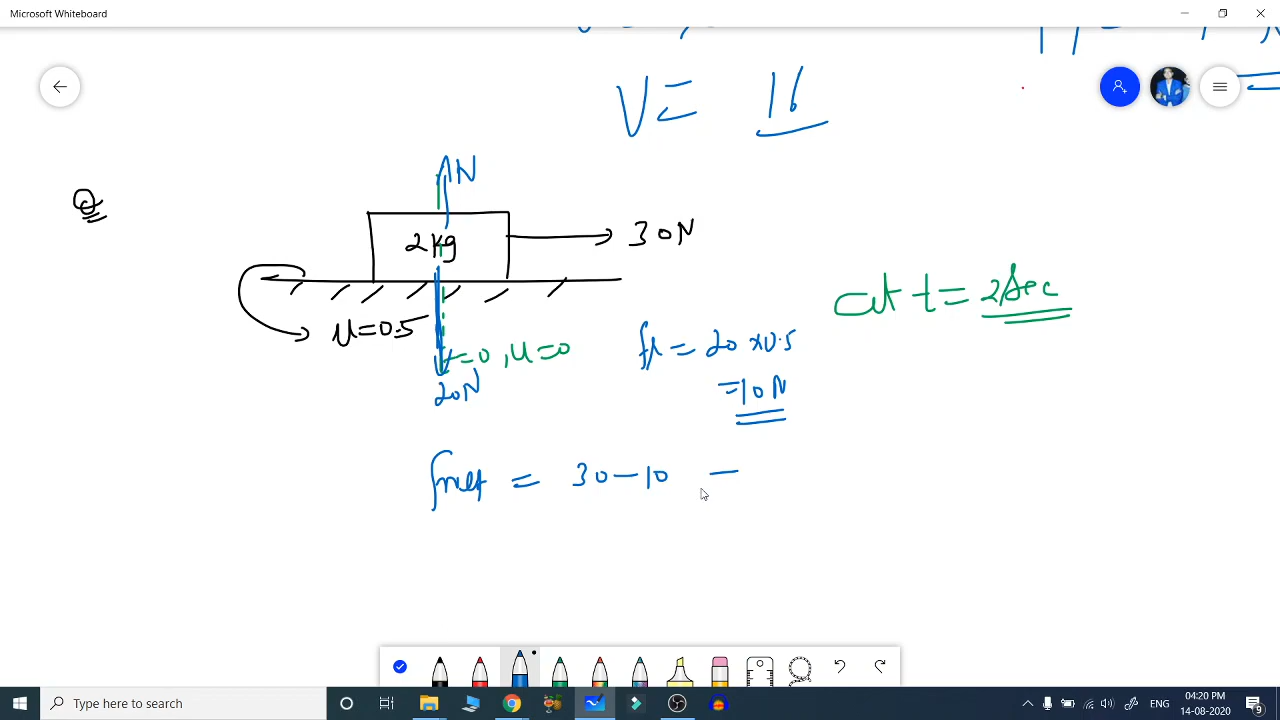 Microsoft Whiteboard
V= 16
N
Q
2kg
30N
at t=2Sec
μ=0.5
t=0, u=0
fr = 20×0.5
20N
=10N
fnet = 30-10 =
Type here to search
ENG
04:20 PM
14-08-2020
9